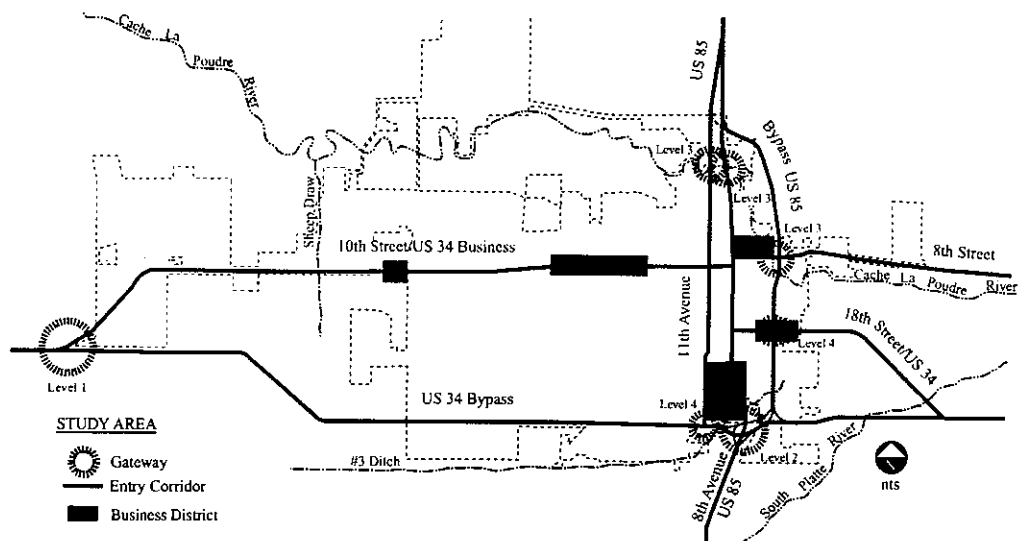 Cache La
Poudre
River
US 85
Bypass US 85
Level 3
Level 3
Level 3
Sheep Draw
10th Street/US 34 Business
8th Street
Cache La Poudre River
11th Avenue
18th Street/US 34
Level 4
Level 1
US 34 Bypass
Level 4
STUDY AREA
Gateway
Entry Corridor
Business District
#3 Ditch
8th Avenue
US 85
Level 2
South Platte River
nts